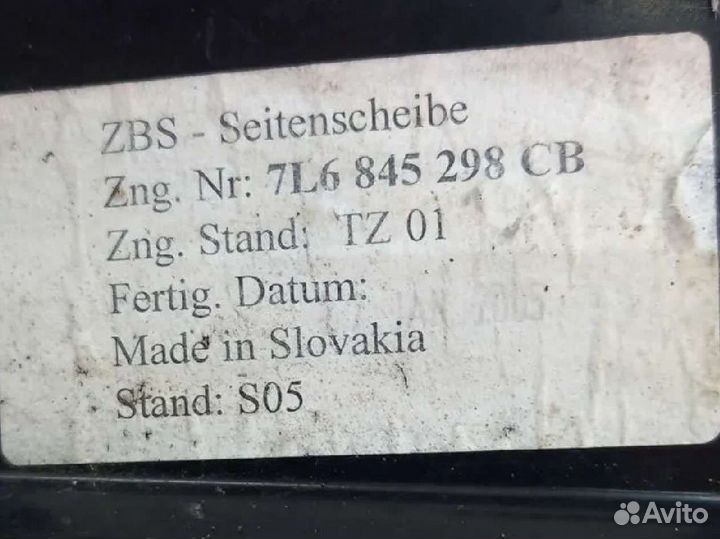 ZBS - Seitenscheibe
Zng. Nr: 7L6 845 298 CB
Zng. Stand: TZ 01
Fertig. Datum:
Made in Slovakia
Stand: S05
Avito